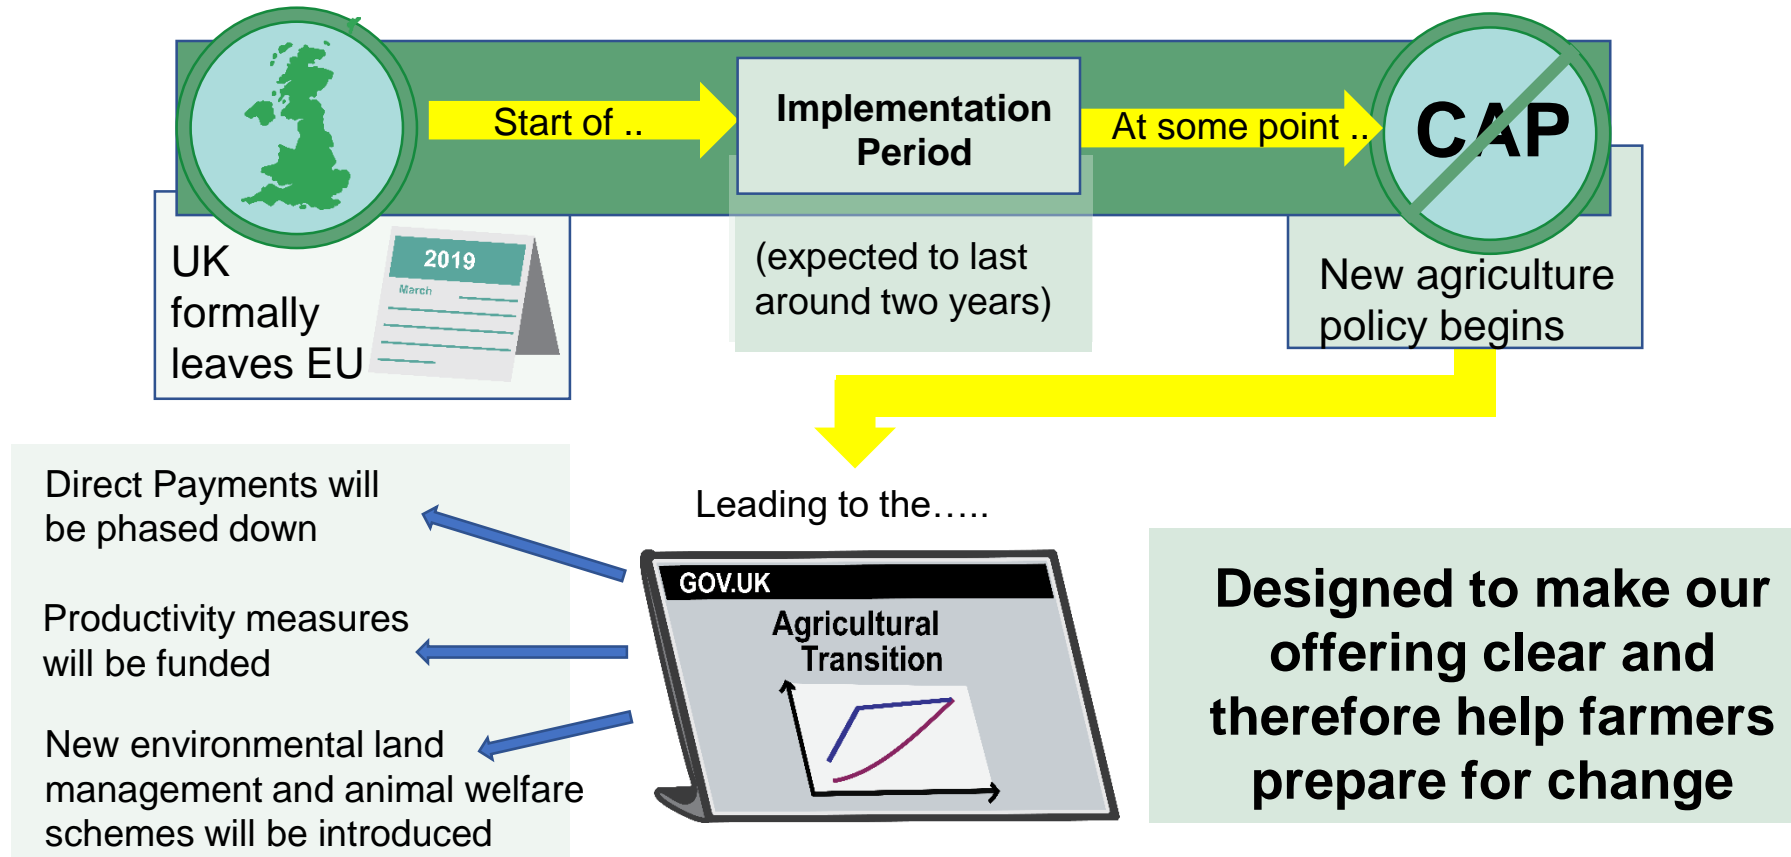 Start of ..
Implementation
Period
At some point ..
CAP
UK
formally
leaves EU
2019
March
(expected to last
around two years)
New agriculture
policy begins
Leading to the…..
Direct Payments will
be phased down
Productivity measures
will be funded
New environmental land
management and animal welfare
schemes will be introduced
GOV.UK
Agricultural
Transition
Designed to make our
offering clear and
therefore help farmers
prepare for change